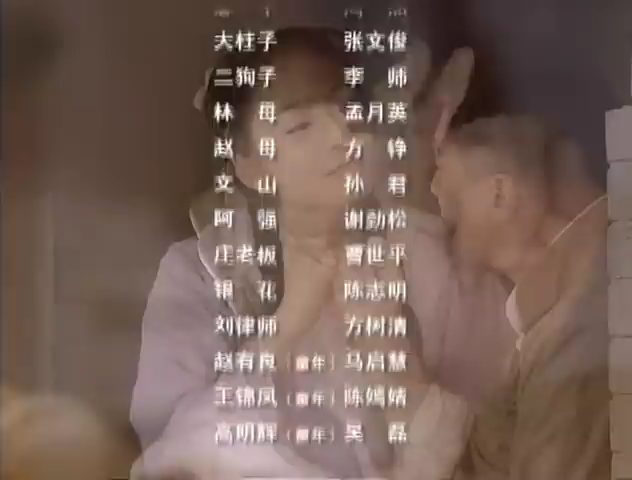 大柱子 张文俊
二狗子 李师
林母 孟月英
赵母 方铮
文山 孙君
阿强 谢勁松
庄老板 曹世平
银花 陈志明
刘律师 方树清
赵有良（童年） 马启慧
王锦凤（童年） 陈嫣婧
高明辉（童年） 吴磊